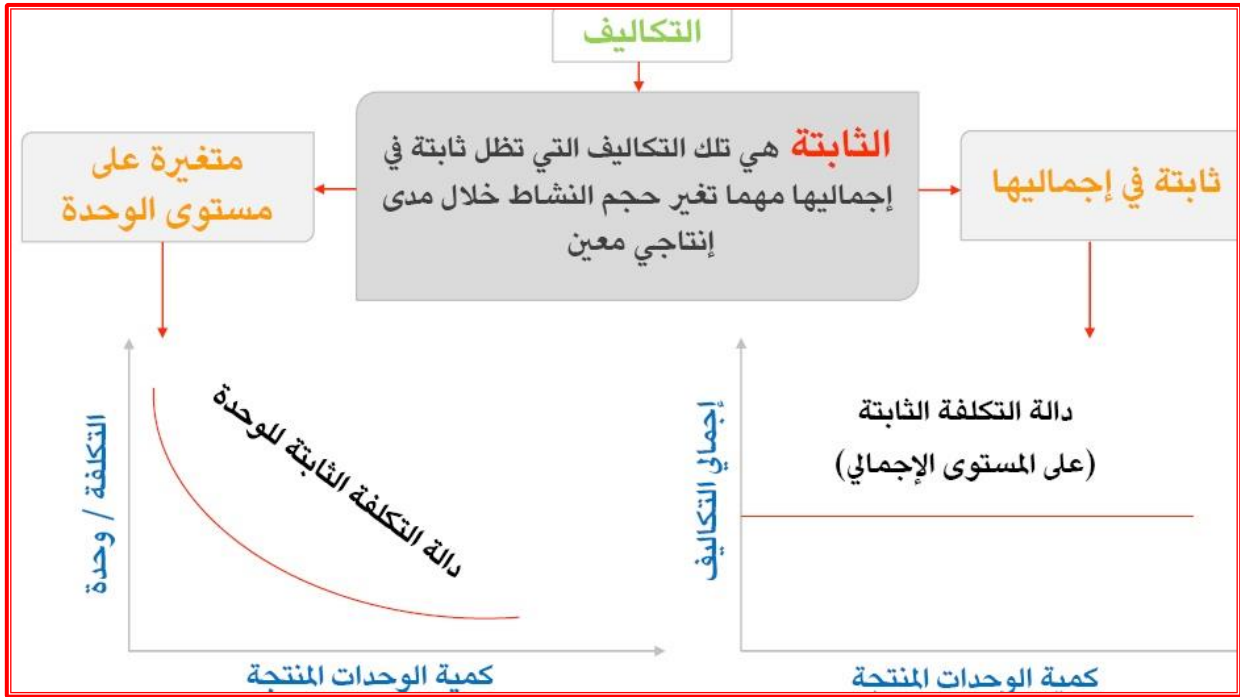 التكاليف
الثابتة هي تلك التكاليف التي تظل ثابتة في
إجماليها مهما تغير حجم النشاط خلال مدى
إنتاجي معين
ثابتة في إجماليها
متغيرة على
مستوى الوحدة
إجمالي التكاليف
دالة التكلفة الثابتة
(على المستوى الإجمالي)
كمية الوحدات المنتجة
التكلفة / وحدة
دالة التكلفة الثابتة للوحدة
كمية الوحدات المنتجة